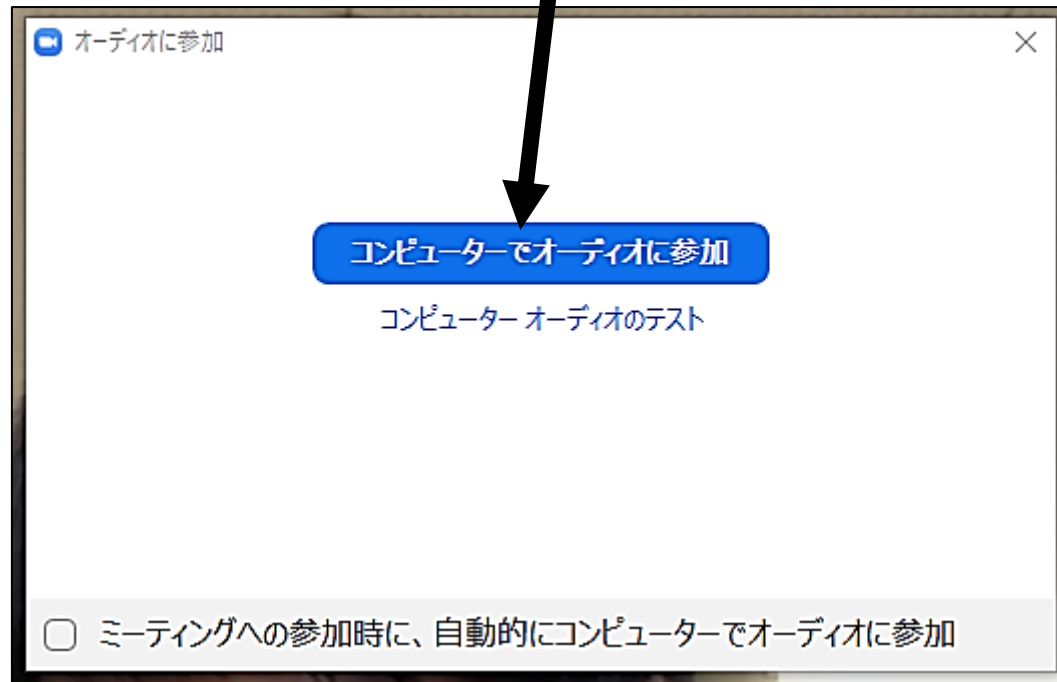 オーディオに参加
コンピューターでオーディオに参加
コンピューター オーディオのテスト
ミーティングへの参加時に、自動的にコンピューターでオーディオに参加